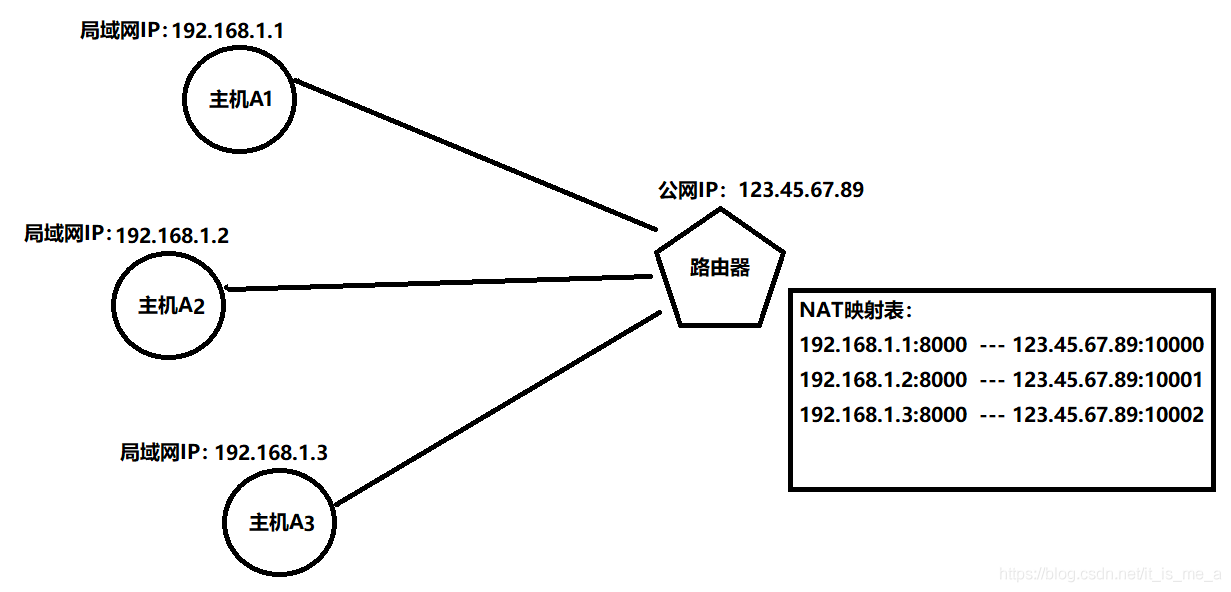 局域网IP：192.168.1.1
主机A1
公网IP：123.45.67.89
局域网IP：192.168.1.2
路由器
主机A2
NAT映射表：
192.168.1.1:8000 --- 123.45.67.89:10000
192.168.1.2:8000 --- 123.45.67.89:10001
192.168.1.3:8000 --- 123.45.67.89:10002
局域网IP：192.168.1.3
主机A3
https://blog.csdn.net/it_is_me_a